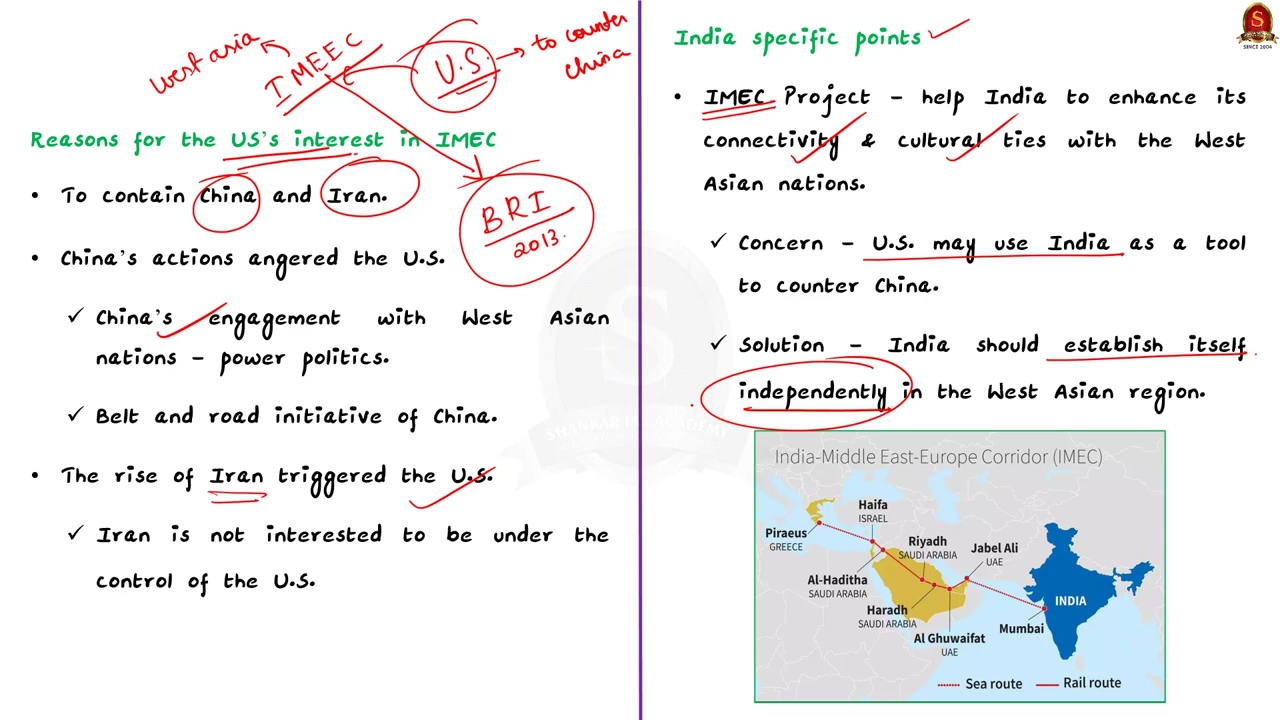 west asia
IMEEC
U.S.
to counter
china
Reasons for the US's interest in IMEC
• To contain China and Iran.
BRI
2013.
• China's actions angered the U.S.
✓ China's engagement with West Asian
nations - power politics.
✓ Belt and road initiative of China.
• The rise of Iran triggered the U.S.
✓ Iran is not interested to be under the
control of the U.S.
India specific points
• IMEC Project - help India to enhance its
connectivity & cultural ties with the West
Asian nations.
✓ Concern - U.S. may use India as a tool
to counter China.
✓ Solution - India should establish itself
independently in the West Asian region.
India-Middle East-Europe Corridor (IMEC)
Piraeus
GREECE
Haifa
ISRAEL
Riyadh
SAUDI ARABIA
Jabel Ali
UAE
Al-Haditha
SAUDI ARABIA
Haradh
SAUDI ARABIA
Al Ghuwaifat
UAE
Mumbai
INDIA
Sea route
Rail route
S
SINCE 2004
SHANKAR IAS ACADEMY